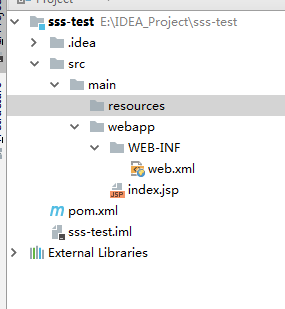 sss-test E:\IDEA_Project\sss-test
.idea
src
main
resources
webapp
WEB-INF
web.xml
index.jsp
pom.xml
sss-test.iml
External Libraries